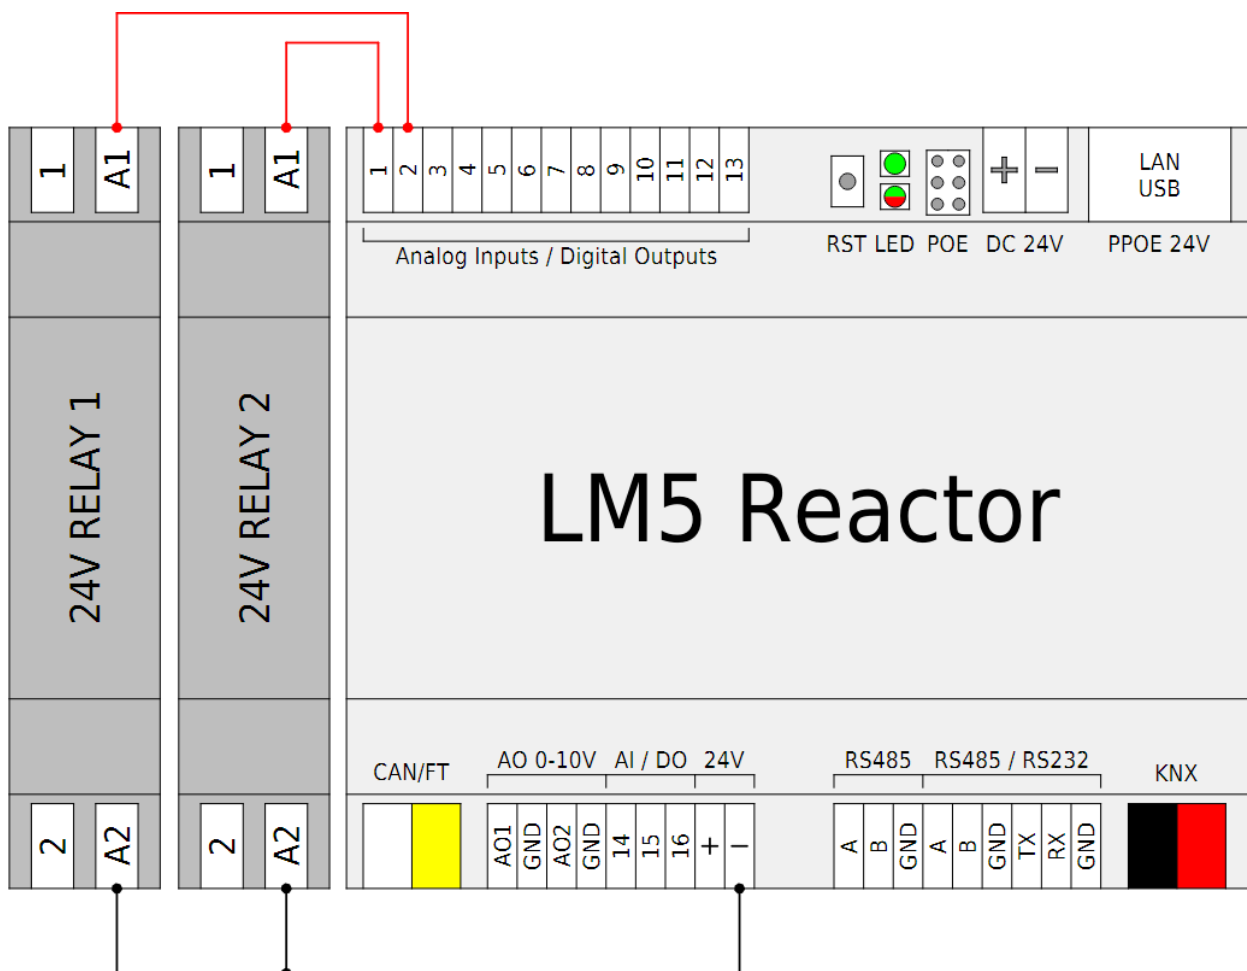 1
A1
1
A1
1
2
3
4
5
6
7
8
9
10
11
12
13
+ −
LAN
USB
Analog Inputs / Digital Outputs
RST LED POE DC 24V PPOE 24V
24V RELAY 1
24V RELAY 2
LM5 Reactor
CAN/FT
AO 0-10V
AI / DO
24V
RS485
RS485 / RS232
KNX
2
A2
2
A2
AO1
GND
AO2
GND
14
15
16
+
−
A
B
GND
A
B
GND
TX
RX
GND